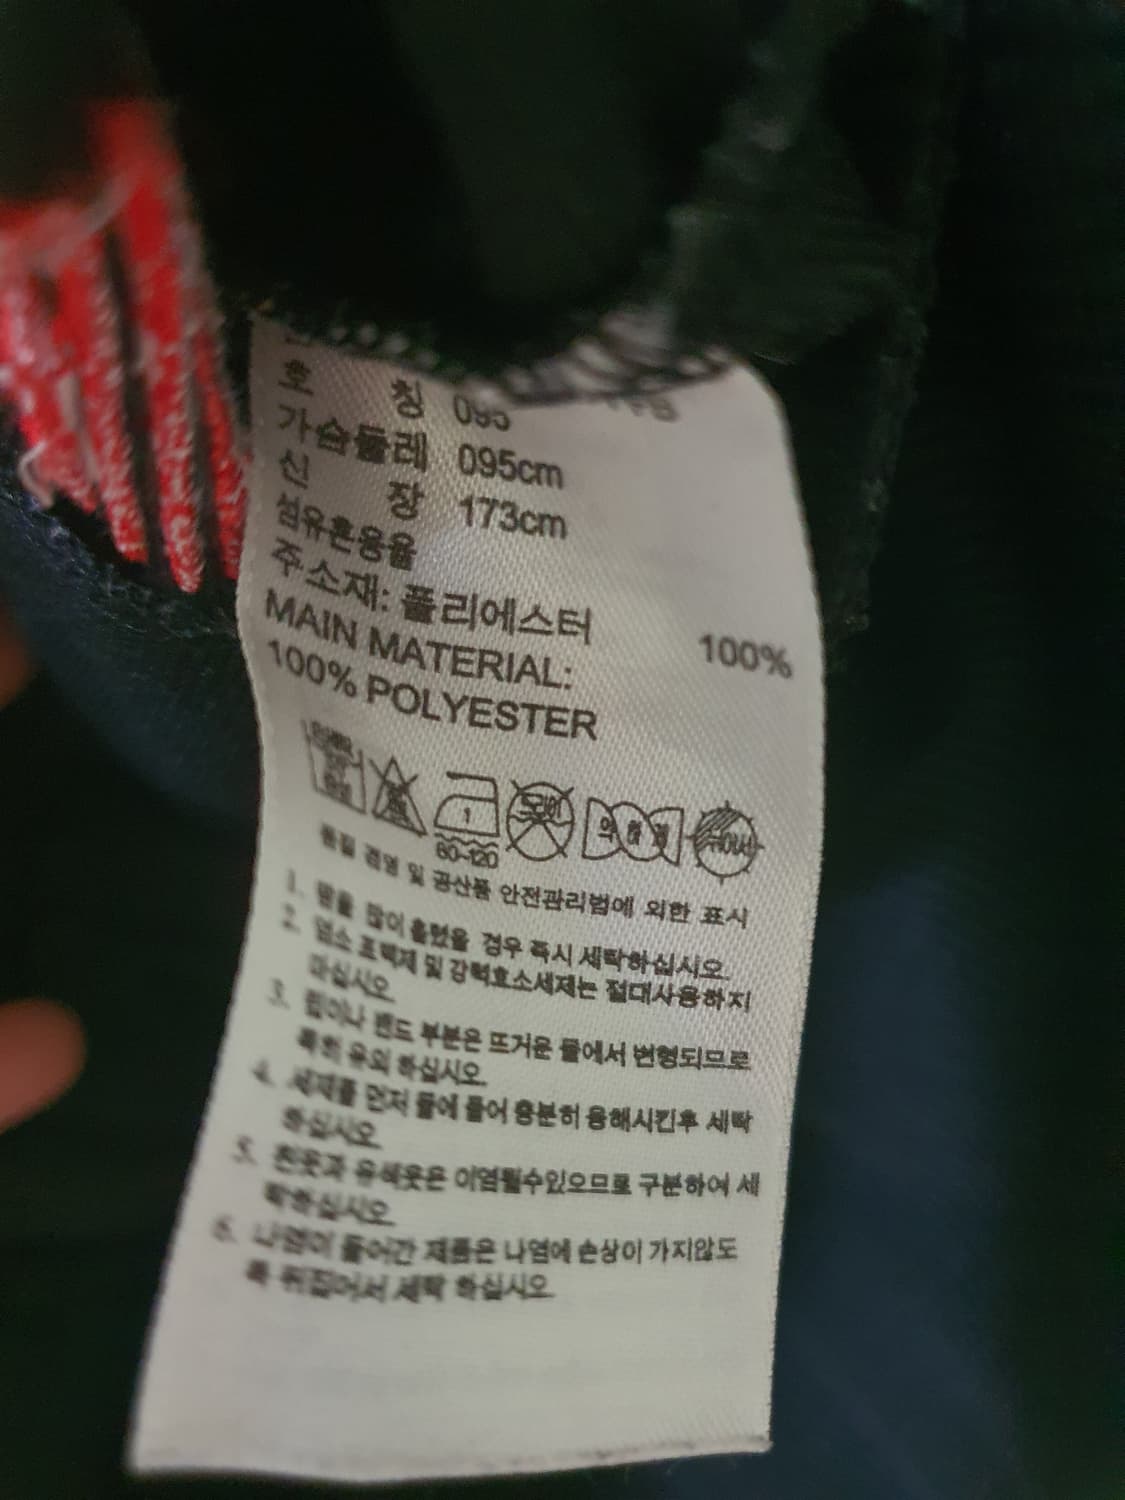 호 칭 095
가슴둘레 095cm
신 장 173cm
섬유혼용율
주소재: 폴리에스터 100%
MAIN MATERIAL:
100% POLYESTER
1
80~120
약하게
품질 경영 및 공산품 안전관리법에 의한 표시
1. 땀을 많이 흘렸을 경우 즉시 세탁하십시오.
2. 염소 표백제 및 강력효소세제는 절대사용하지
마십시오.
3. 립이나 밴드 부분은 뜨거운 물에서 변형되므로
특히 유의 하십시오.
4. 세제를 먼저 물에 풀어 충분히 용해시킨후 세탁
하십시오.
5. 흰옷과 유색옷은 이염될수있으므로 구분하여 세
탁하십시오.
6. 나염이 들어간 제품은 나염에 손상이 가지않도
록 뒤집어서 세탁 하십시오.